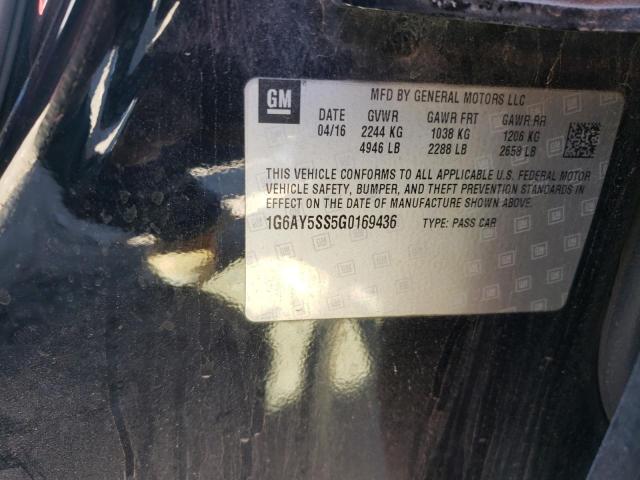 GM
MFD BY GENERAL MOTORS LLC
DATE GVWR GAWR FRT GAWR RR
04/16 2244 KG 1038 KG 1206 KG
4946 LB 2288 LB 2659 LB
THIS VEHICLE CONFORMS TO ALL APPLICABLE U.S. FEDERAL MOTOR
VEHICLE SAFETY, BUMPER, AND THEFT PREVENTION STANDARDS IN
EFFECT ON THE DATE OF MANUFACTURE SHOWN ABOVE.
1G6AY5SS5G0169436 TYPE: PASS CAR